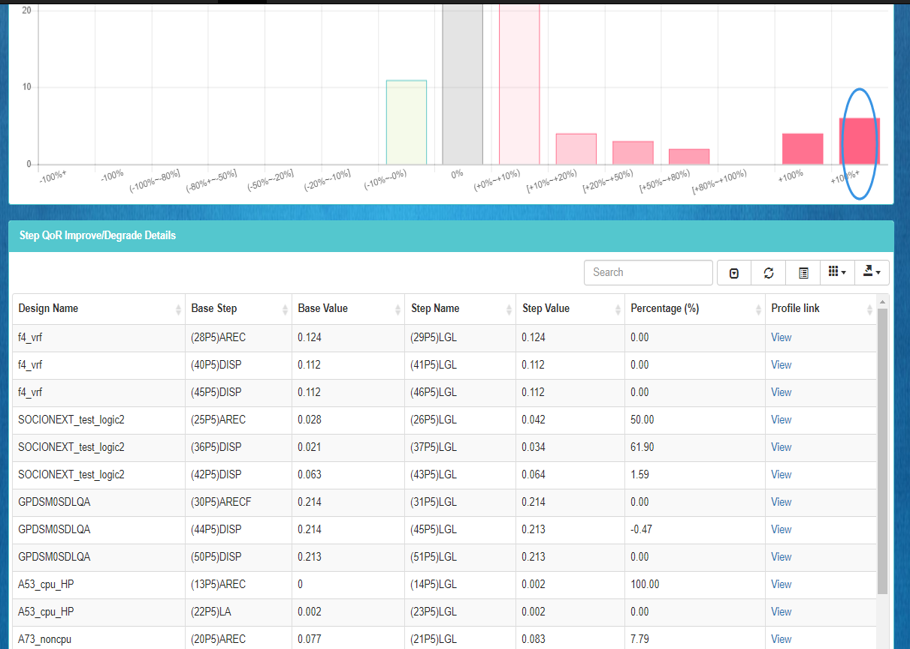 20
10
0
-100%+
-100%
(-100%~-80%]
(-80%+~-50%]
(-50%~-20%]
(-20%~-10%]
(-10%~-0%)
0%
(+0%~+10%)
[+10%~+20%)
[+20%~+50%)
[+50%~+80%)
[+80%~+100%)
+100%
+100%+
Step QoR Improve/Degrade Details
Search
Design Name Base Step Base Value Step Name Step Value Percentage (%) Profile link
f4_vrf (28P5)AREC 0.124 (29P5)LGL 0.124 0.00 View
f4_vrf (40P5)DISP 0.112 (41P5)LGL 0.112 0.00 View
f4_vrf (45P5)DISP 0.112 (46P5)LGL 0.112 0.00 View
SOCIONEXT_test_logic2 (25P5)AREC 0.028 (26P5)LGL 0.042 50.00 View
SOCIONEXT_test_logic2 (36P5)DISP 0.021 (37P5)LGL 0.034 61.90 View
SOCIONEXT_test_logic2 (42P5)DISP 0.063 (43P5)LGL 0.064 1.59 View
GPDSM0SDLQA (30P5)ARECF 0.214 (31P5)LGL 0.214 0.00 View
GPDSM0SDLQA (44P5)DISP 0.214 (45P5)LGL 0.213 -0.47 View
GPDSM0SDLQA (50P5)DISP 0.213 (51P5)LGL 0.213 0.00 View
A53_cpu_HP (13P5)AREC 0 (14P5)LGL 0.002 100.00 View
A53_cpu_HP (22P5)LA 0.002 (23P5)LGL 0.002 0.00 View
A73_noncpu (20P5)AREC 0.077 (21P5)LGL 0.083 7.79 View